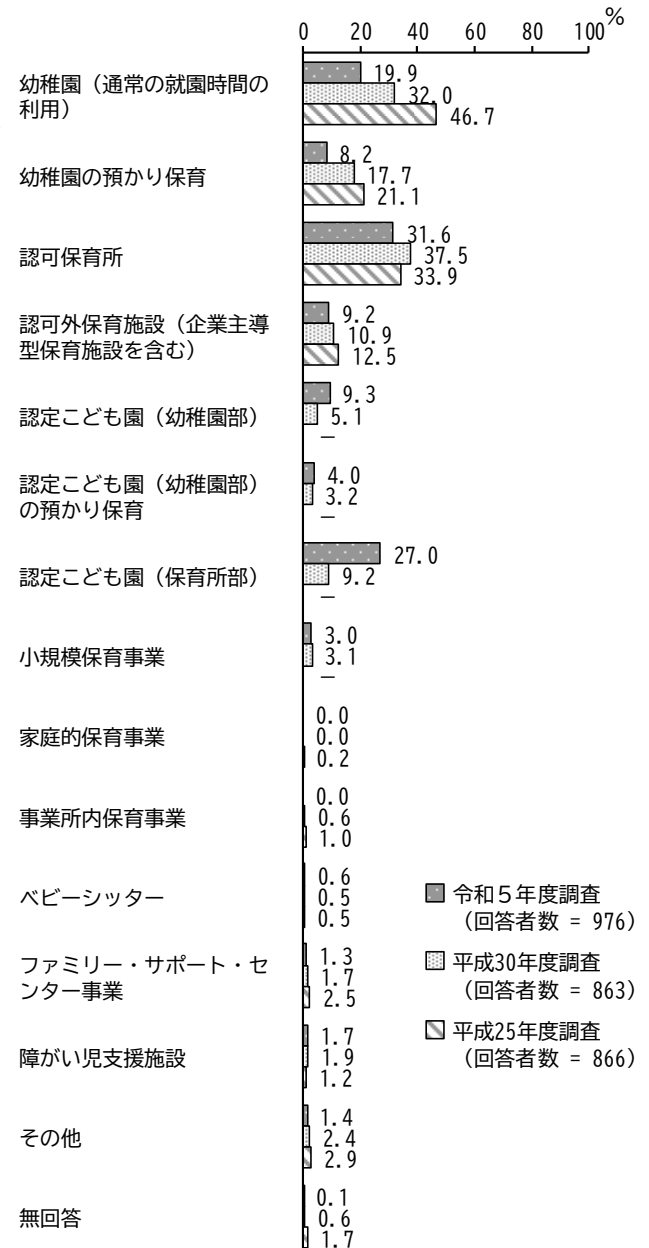 %
0 20 40 60 80 100
幼稚園（通常の就園時間の
利用）
19.9
32.0
46.7
幼稚園の預かり保育
8.2
17.7
21.1
認可保育所
31.6
37.5
33.9
認可外保育施設（企業主導
型保育施設を含む）
9.2
10.9
12.5
認定こども園（幼稚園部）
9.3
5.1
－
認定こども園（幼稚園部）
の預かり保育
4.0
3.2
－
認定こども園（保育所部）
27.0
9.2
－
小規模保育事業
3.0
3.1
－
家庭的保育事業
0.0
0.0
0.2
事業所内保育事業
0.0
0.6
1.0
ベビーシッター
0.6
0.5
0.5
ファミリー・サポート・セ
ンター事業
1.3
1.7
2.5
障がい児支援施設
1.7
1.9
1.2
その他
1.4
2.4
2.9
無回答
0.1
0.6
1.7
令和５年度調査
（回答者数 = 976）
平成30年度調査
（回答者数 = 863）
平成25年度調査
（回答者数 = 866）